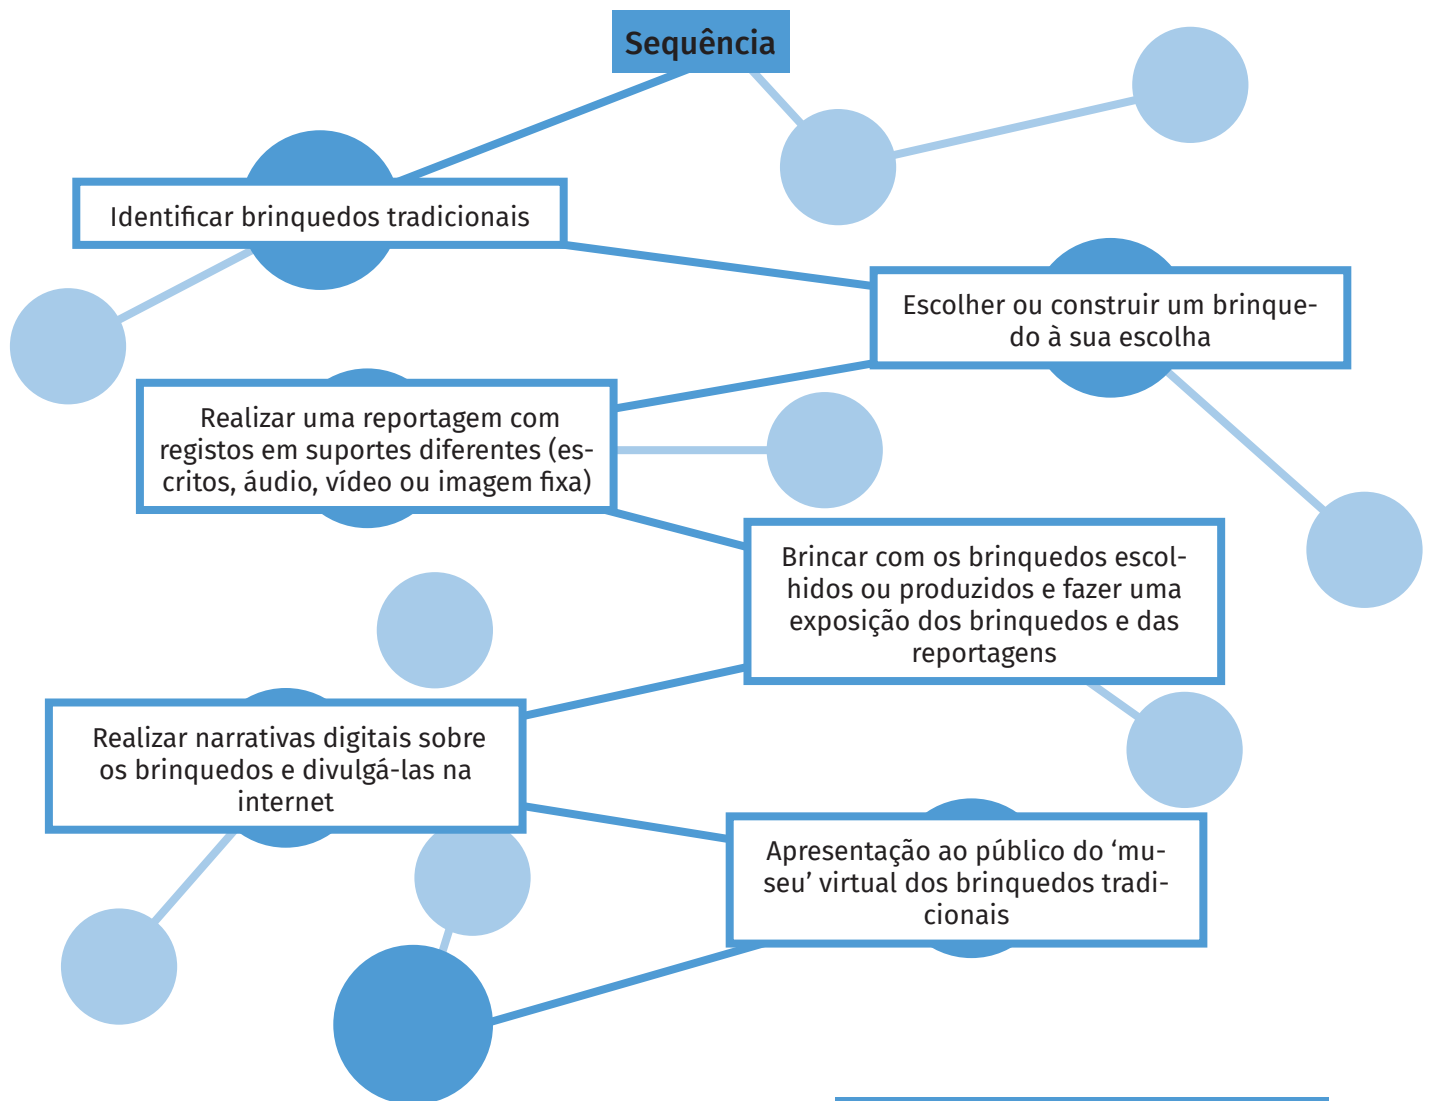 Sequência
Identificar brinquedos tradicionais
Escolher ou construir um brinque-
do à sua escolha
Realizar uma reportagem com
registos em suportes diferentes (es-
critos, áudio, vídeo ou imagem fixa)
Brincar com os brinquedos escol-
hidos ou produzidos e fazer uma
exposição dos brinquedos e das
reportagens
Realizar narrativas digitais sobre
os brinquedos e divulgá-las na
internet
Apresentação ao público do ‘mu-
seu’ virtual dos brinquedos tradi-
cionais